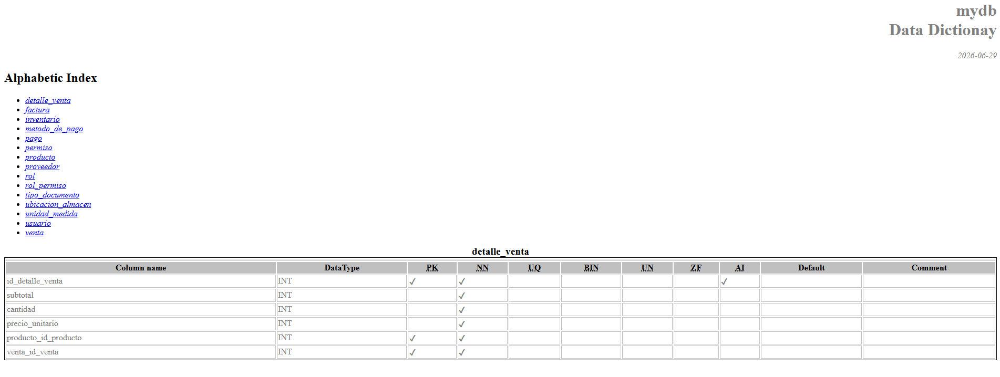 mydb
Data Dictionay
2026-06-29
Alphabetic Index
detalle_venta
factura
inventario
metodo_de_pago
pago
permiso
producto
proveedor
rol
rol_permiso
tipo_documento
ubicacion_almacen
unidad_medida
usuario
venta
detalle_venta
Column name DataType PK NN UQ BIN UN ZF AI Default Comment
id_detalle_venta INT ✓ ✓ ✓
subtotal INT ✓
cantidad INT ✓
precio_unitario INT ✓
producto_id_producto INT ✓ ✓
venta_id_venta INT ✓ ✓